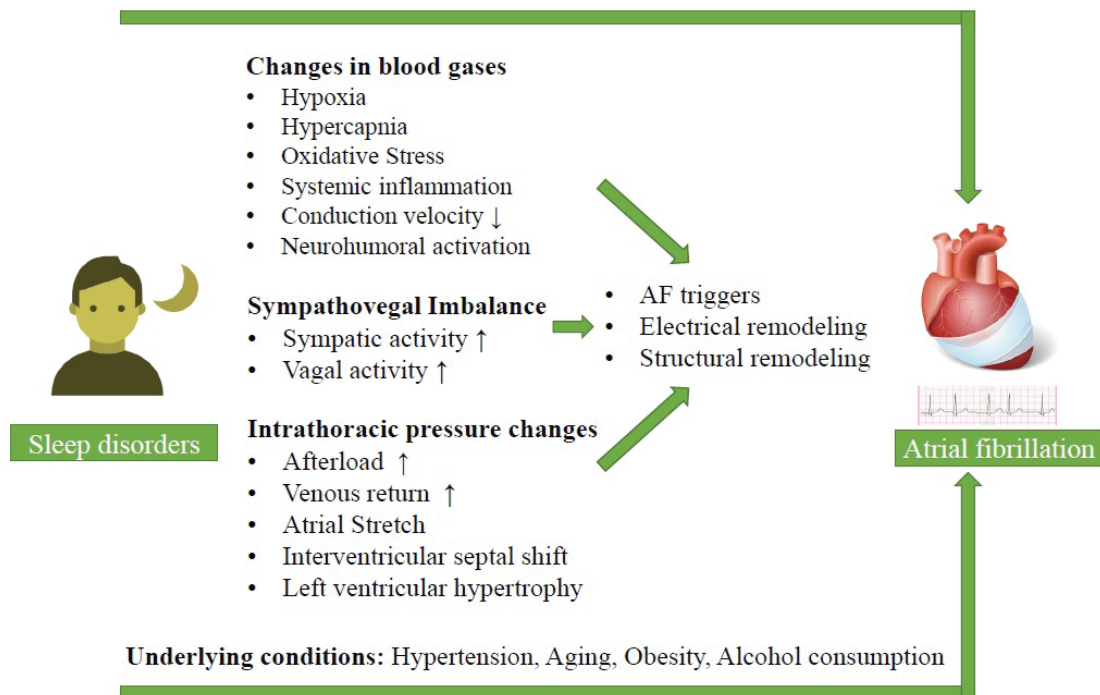 Changes in blood gases
• Hypoxia
• Hypercapnia
• Oxidative Stress
• Systemic inflammation
• Conduction velocity ↓
• Neurohumoral activation
Sympathovegal Imbalance
• Sympatic activity ↑
• Vagal activity ↑
Intrathoracic pressure changes
• Afterload ↑
• Venous return ↑
• Atrial Stretch
• Interventricular septal shift
• Left ventricular hypertrophy
• AF triggers
• Electrical remodeling
• Structural remodeling
Sleep disorders
Atrial fibrillation
Underlying conditions: Hypertension, Aging, Obesity, Alcohol consumption